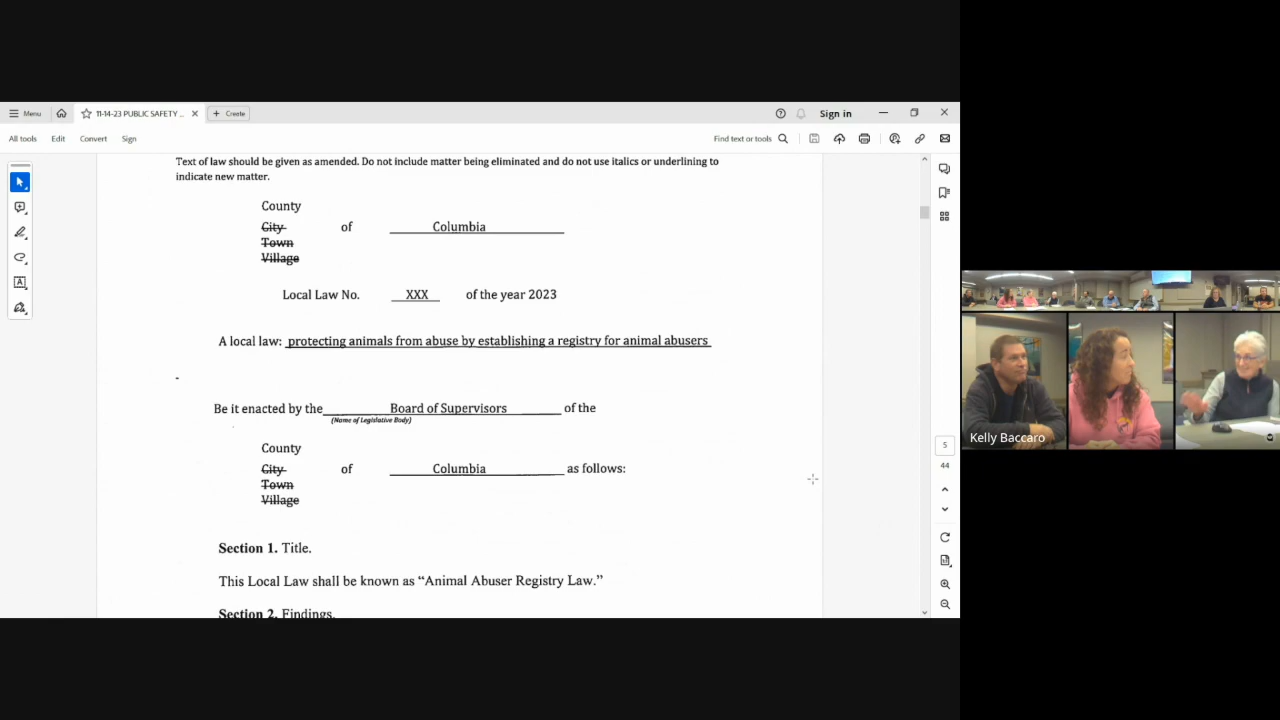 Menu
11-14-23 PUBLIC SAFETY ...
Create
Sign in
All tools
Edit
Convert
Sign
Find text or tools
Text of law should be given as amended. Do not include matter being eliminated and do not use italics or underlining to
indicate new matter.
County
City of Columbia
Town
Village
Local Law No. XXX of the year 2023
A local law: protecting animals from abuse by establishing a registry for animal abusers
Be it enacted by the Board of Supervisors of the
(Name of Legislative Body)
County
City of Columbia as follows:
Town
Village
Section 1. Title.
This Local Law shall be known as “Animal Abuser Registry Law.”
Section 2. Findings.
5
44
Kelly Baccaro